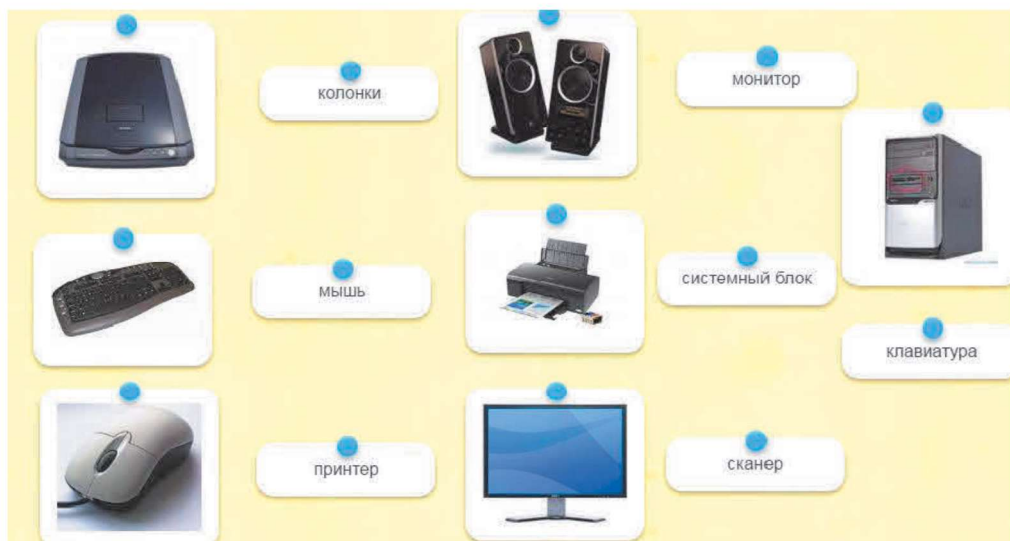 колонки
монитор
мышь
системный блок
клавиатура
принтер
сканер